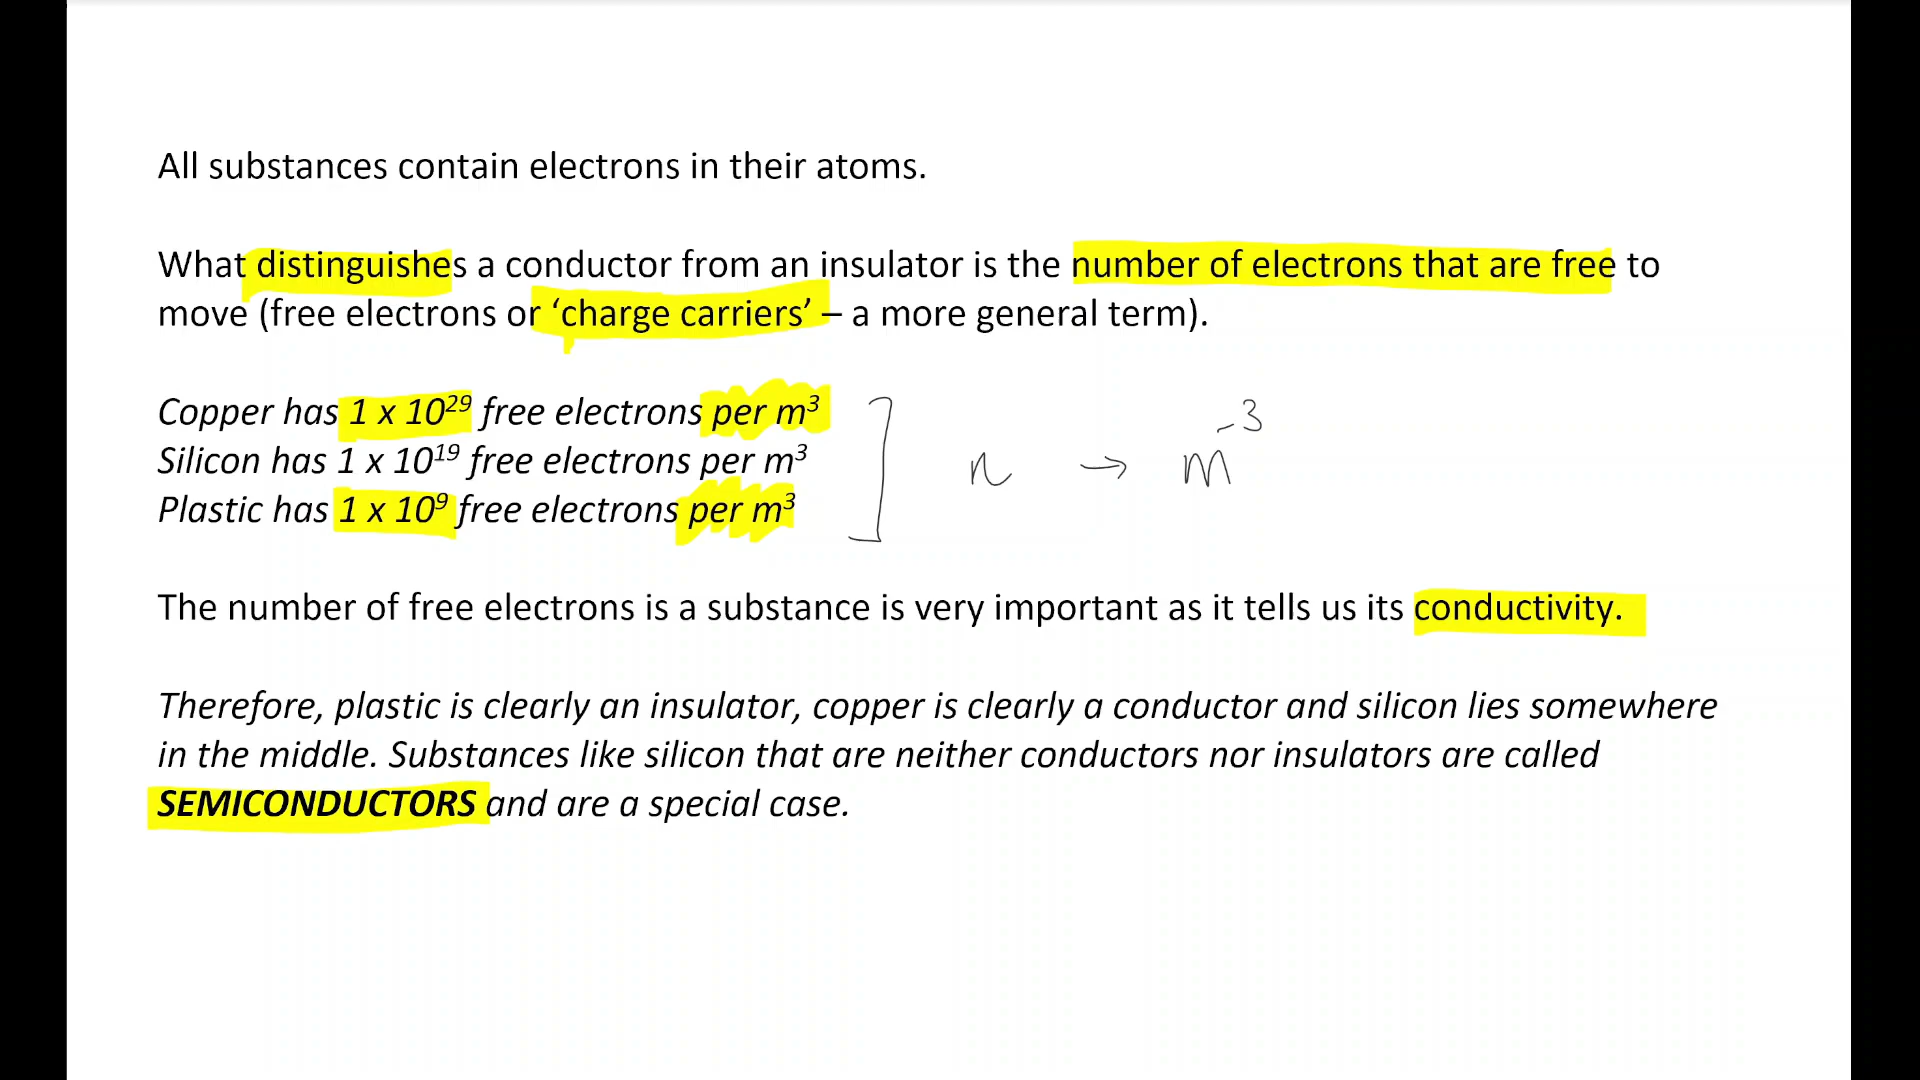 All substances contain electrons in their atoms.
What distinguishes a conductor from an insulator is the number of electrons that are free to
move (free electrons or ‘charge carriers’ – a more general term).
Copper has 1 x 10²⁹ free electrons per m³
Silicon has 1 x 10¹⁹ free electrons per m³
n → m⁻³
Plastic has 1 x 10⁹ free electrons per m³
The number of free electrons is a substance is very important as it tells us its conductivity.
Therefore, plastic is clearly an insulator, copper is clearly a conductor and silicon lies somewhere
in the middle. Substances like silicon that are neither conductors nor insulators are called
SEMICONDUCTORS and are a special case.